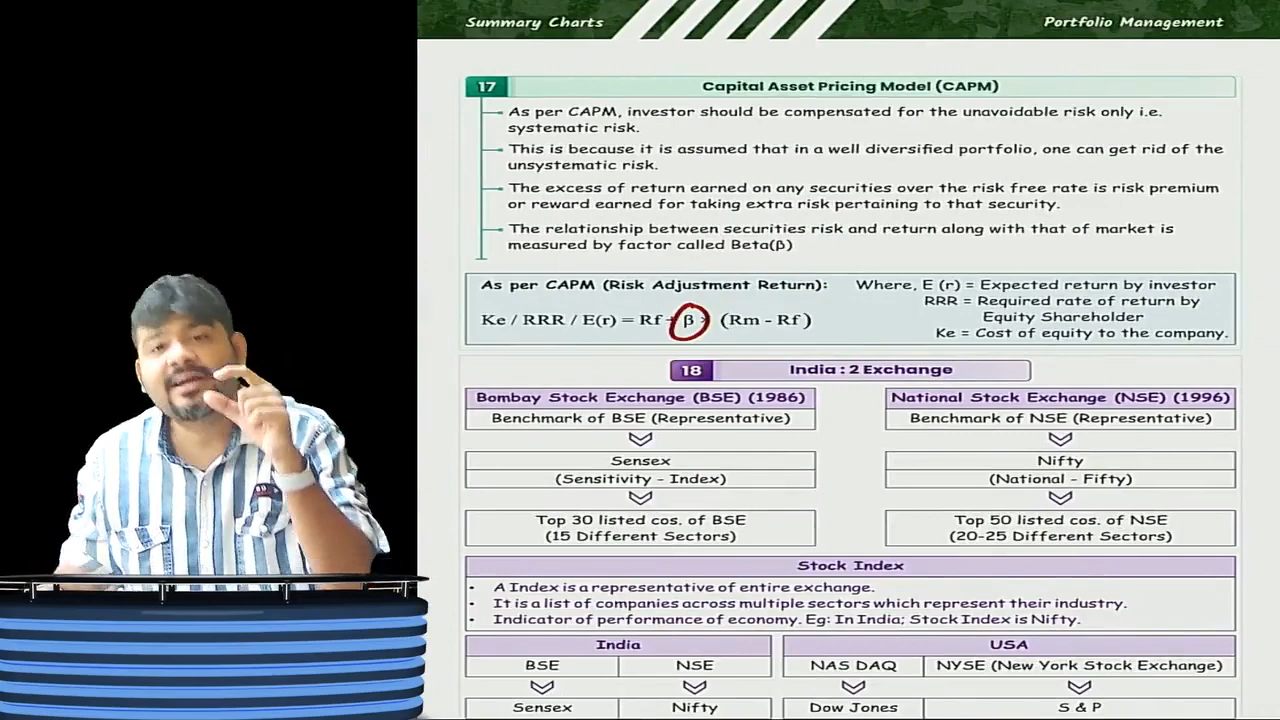 Summary Charts
Portfolio Management
17
Capital Asset Pricing Model (CAPM)
As per CAPM, investor should be compensated for the unavoidable risk only i.e.
systematic risk.
This is because it is assumed that in a well diversified portfolio, one can get rid of the
unsystematic risk.
The excess of return earned on any securities over the risk free rate is risk premium
or reward earned for taking extra risk pertaining to that security.
The relationship between securities risk and return along with that of market is
measured by factor called Beta(β)
As per CAPM (Risk Adjustment Return):
Ke / RRR / E(r) = Rf + β × (Rm - Rf )
Where, E (r) = Expected return by investor
RRR = Required rate of return by
Equity Shareholder
Ke = Cost of equity to the company.
18
India : 2 Exchange
Bombay Stock Exchange (BSE) (1986)
Benchmark of BSE (Representative)
Sensex
(Sensitivity - Index)
Top 30 listed cos. of BSE
(15 Different Sectors)
National Stock Exchange (NSE) (1996)
Benchmark of NSE (Representative)
Nifty
(National - Fifty)
Top 50 listed cos. of NSE
(20-25 Different Sectors)
Stock Index
• A Index is a representative of entire exchange.
• It is a list of companies across multiple sectors which represent their industry.
• Indicator of performance of economy. Eg: In India; Stock Index is Nifty.
India
USA
BSE
NSE
NAS DAQ
NYSE (New York Stock Exchange)
Sensex
Nifty
Dow Jones
S & P